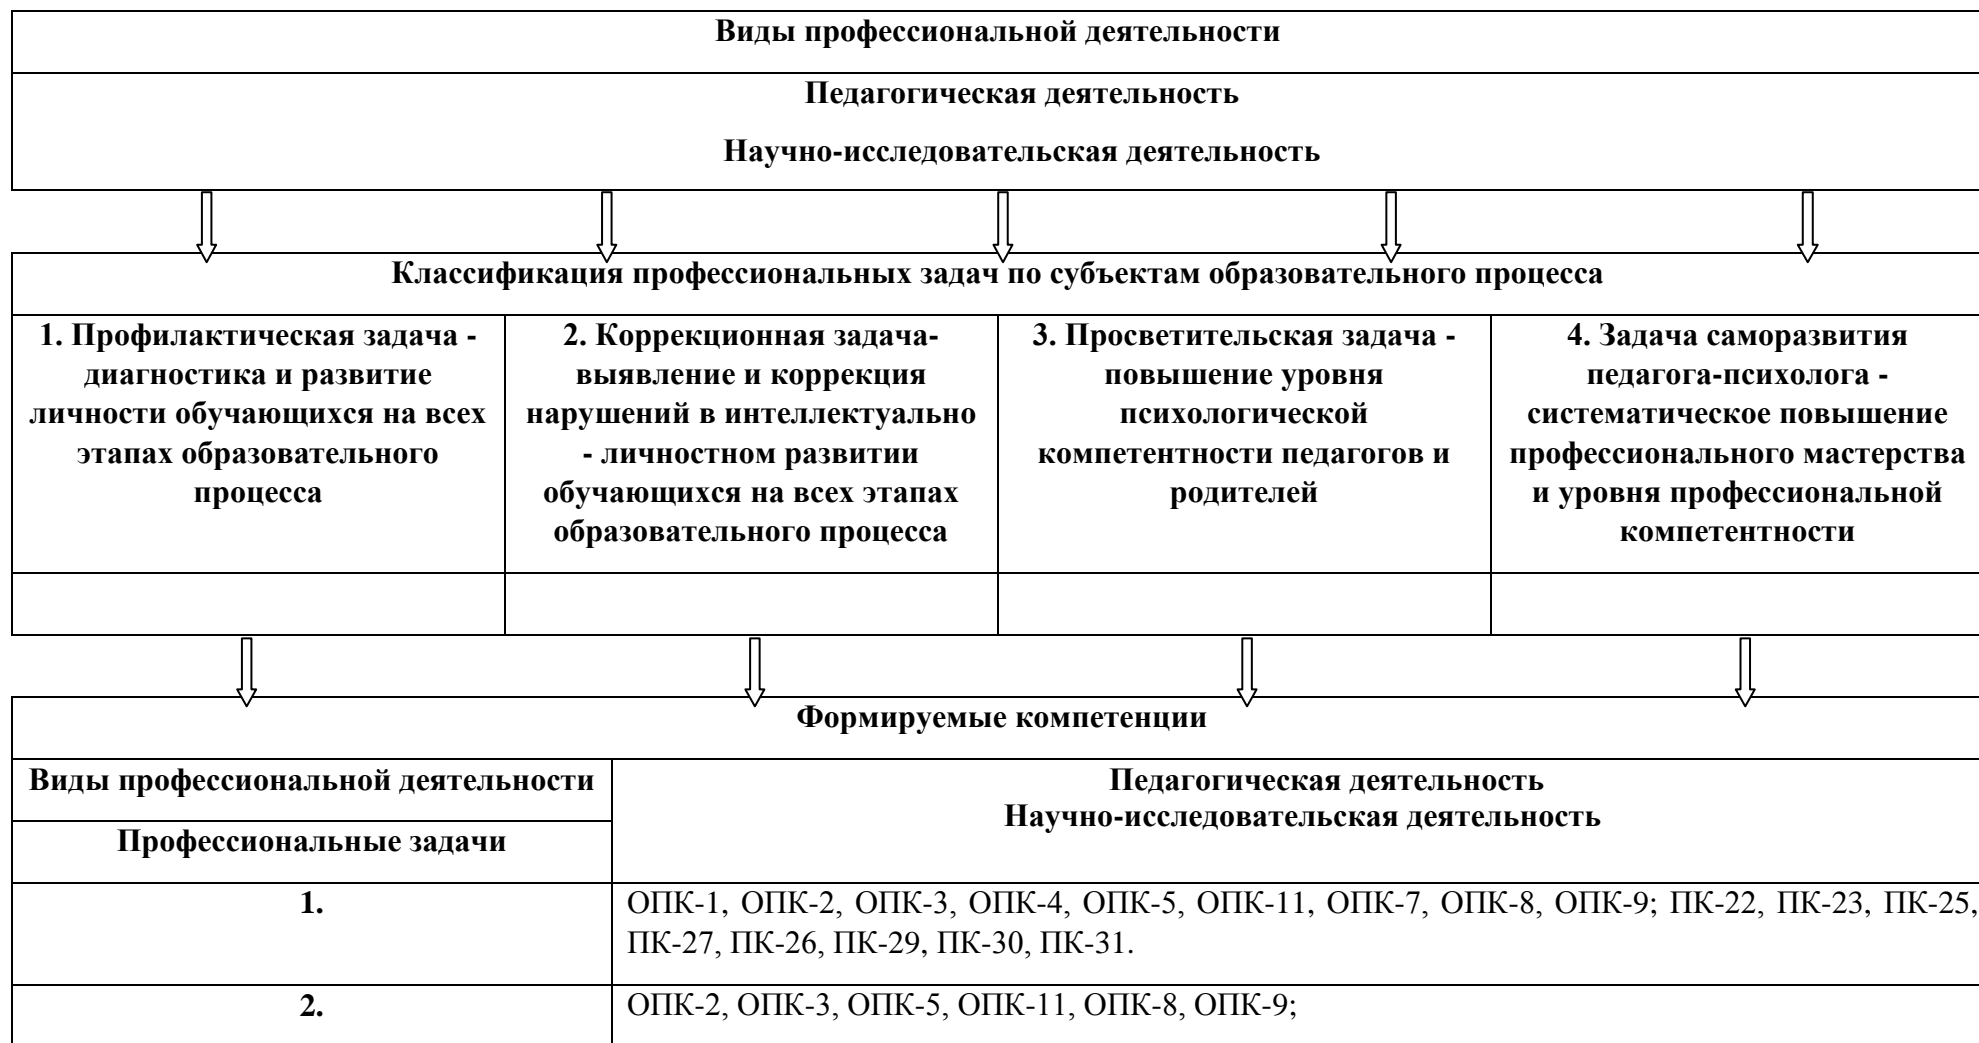 Виды профессиональной деятельности
Педагогическая деятельность
Научно-исследовательская деятельность
Классификация профессиональных задач по субъектам образовательного процесса
1. Профилактическая задача -
диагностика и развитие
личности обучающихся на всех
этапах образовательного
процесса
2. Коррекционная задача-
выявление и коррекция
нарушений в интеллектуально
- личностном развитии
обучающихся на всех этапах
образовательного процесса
3. Просветительская задача -
повышение уровня
психологической
компетентности педагогов и
родителей
4. Задача саморазвития
педагога-психолога -
систематическое повышение
профессионального мастерства
и уровня профессиональной
компетентности
Формируемые компетенции
Виды профессиональной деятельности
Профессиональные задачи
Педагогическая деятельность
Научно-исследовательская деятельность
1.
ОПК-1, ОПК-2, ОПК-3, ОПК-4, ОПК-5, ОПК-11, ОПК-7, ОПК-8, ОПК-9; ПК-22, ПК-23, ПК-25,
ПК-27, ПК-26, ПК-29, ПК-30, ПК-31.
2.
ОПК-2, ОПК-3, ОПК-5, ОПК-11, ОПК-8, ОПК-9;